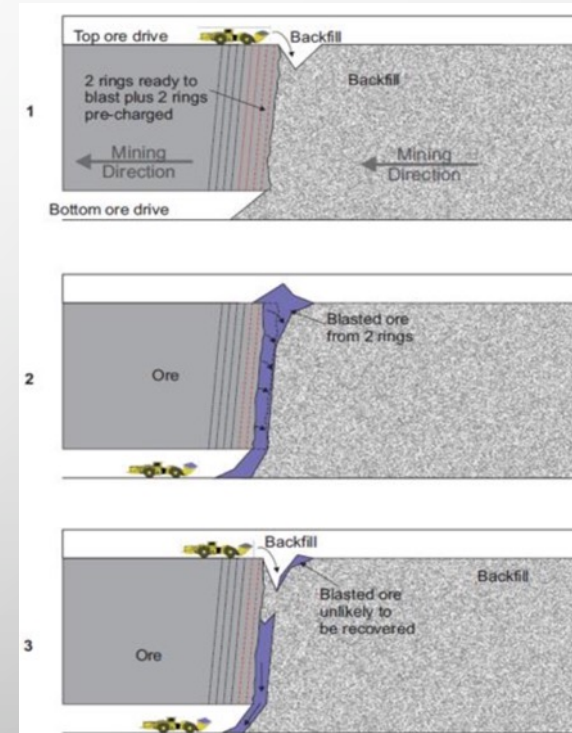 Top ore drive
Backfill
Backfill
2 rings ready to
blast plus 2 rings
pre-charged
1
Mining
Direction
Mining
Direction
Bottom ore drive
Blasted ore
from 2 rings
2
Ore
Backfill
Backfill
Blasted ore
unlikely to
be recovered
3
Ore